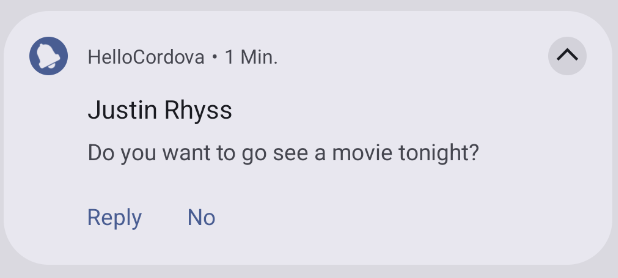 HelloCordova • 1 Min.
Justin Rhyss
Do you want to go see a movie tonight?
Reply No